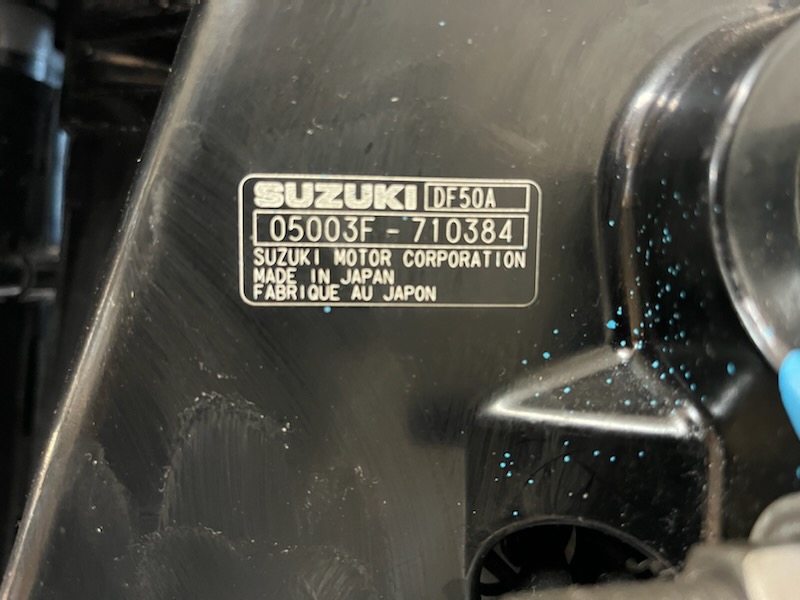 SUZUKI DF50A
05003F-710384
SUZUKI MOTOR CORPORATION
MADE IN JAPAN
FABRIQUE AU JAPON